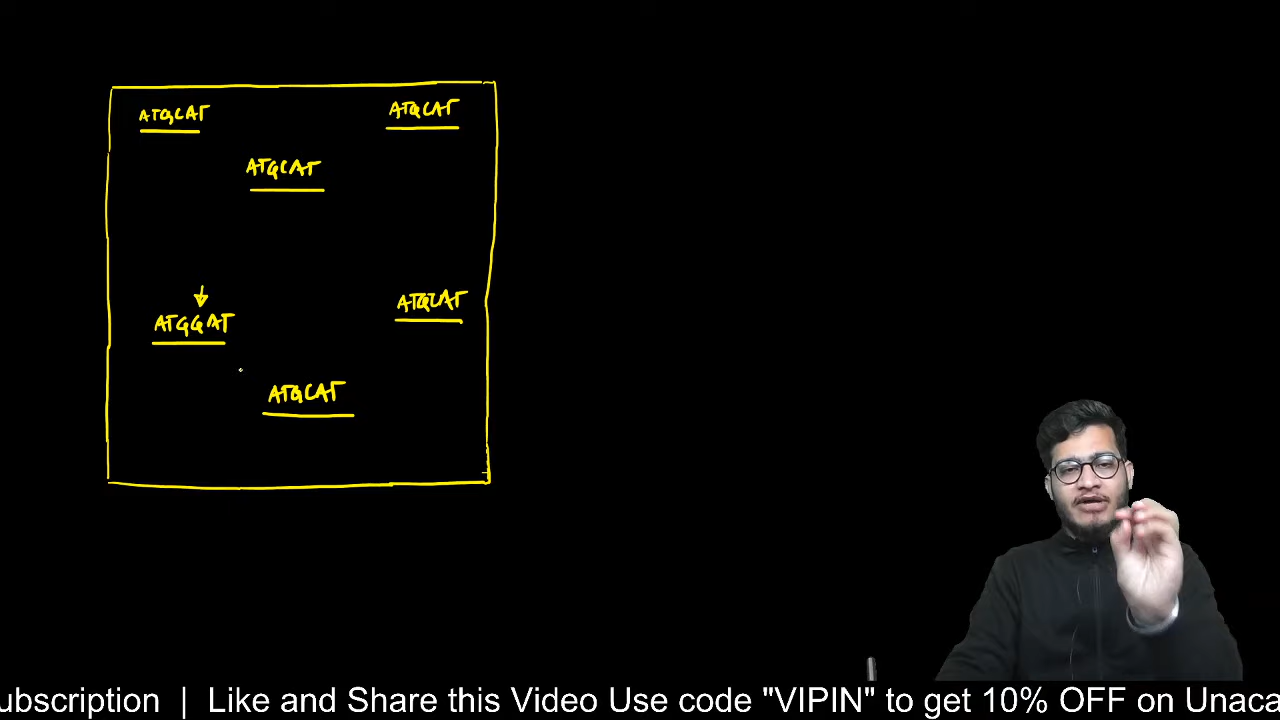 ATGCAT
ATGCAT
ATGCAT
ATGGAT
ATGCAT
ATGCAT
ubscription | Like and Share this Video Use code "VIPIN" to get 10% OFF on Unaca